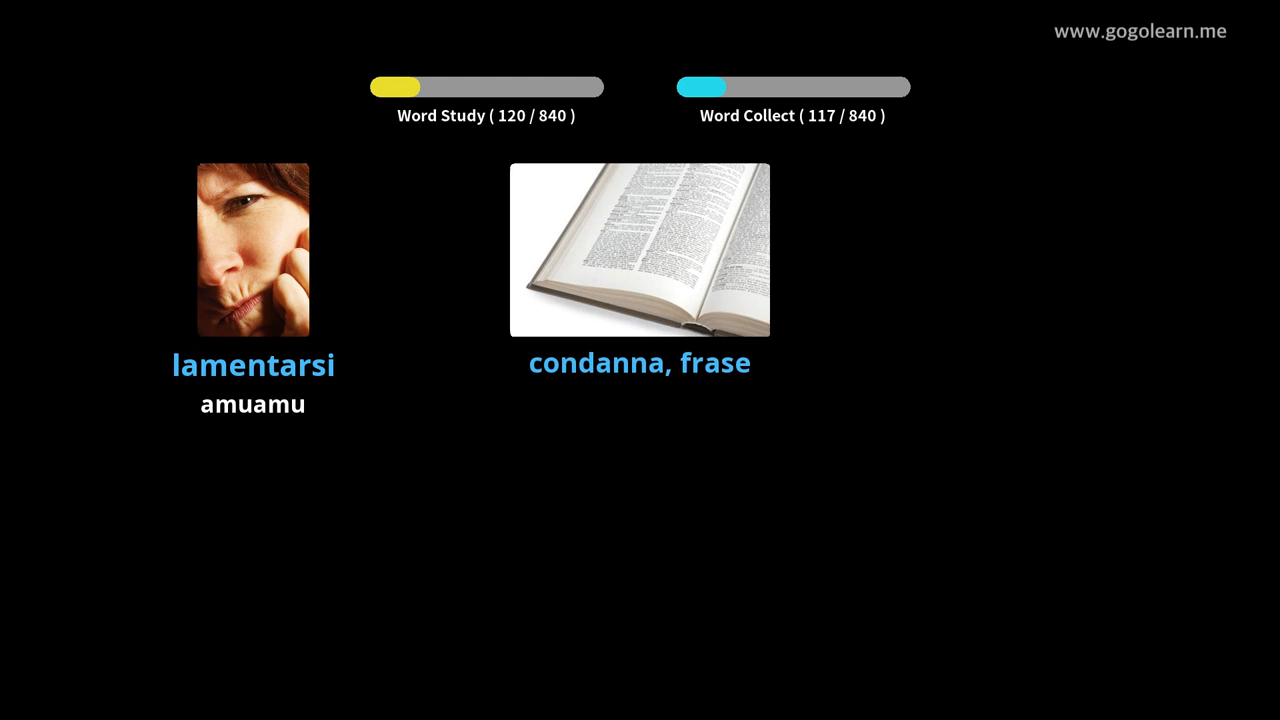 www.gogolearn.me
Word Study ( 120 / 840 )
Word Collect ( 117 / 840 )
lamentarsi
condanna, frase
amuamu